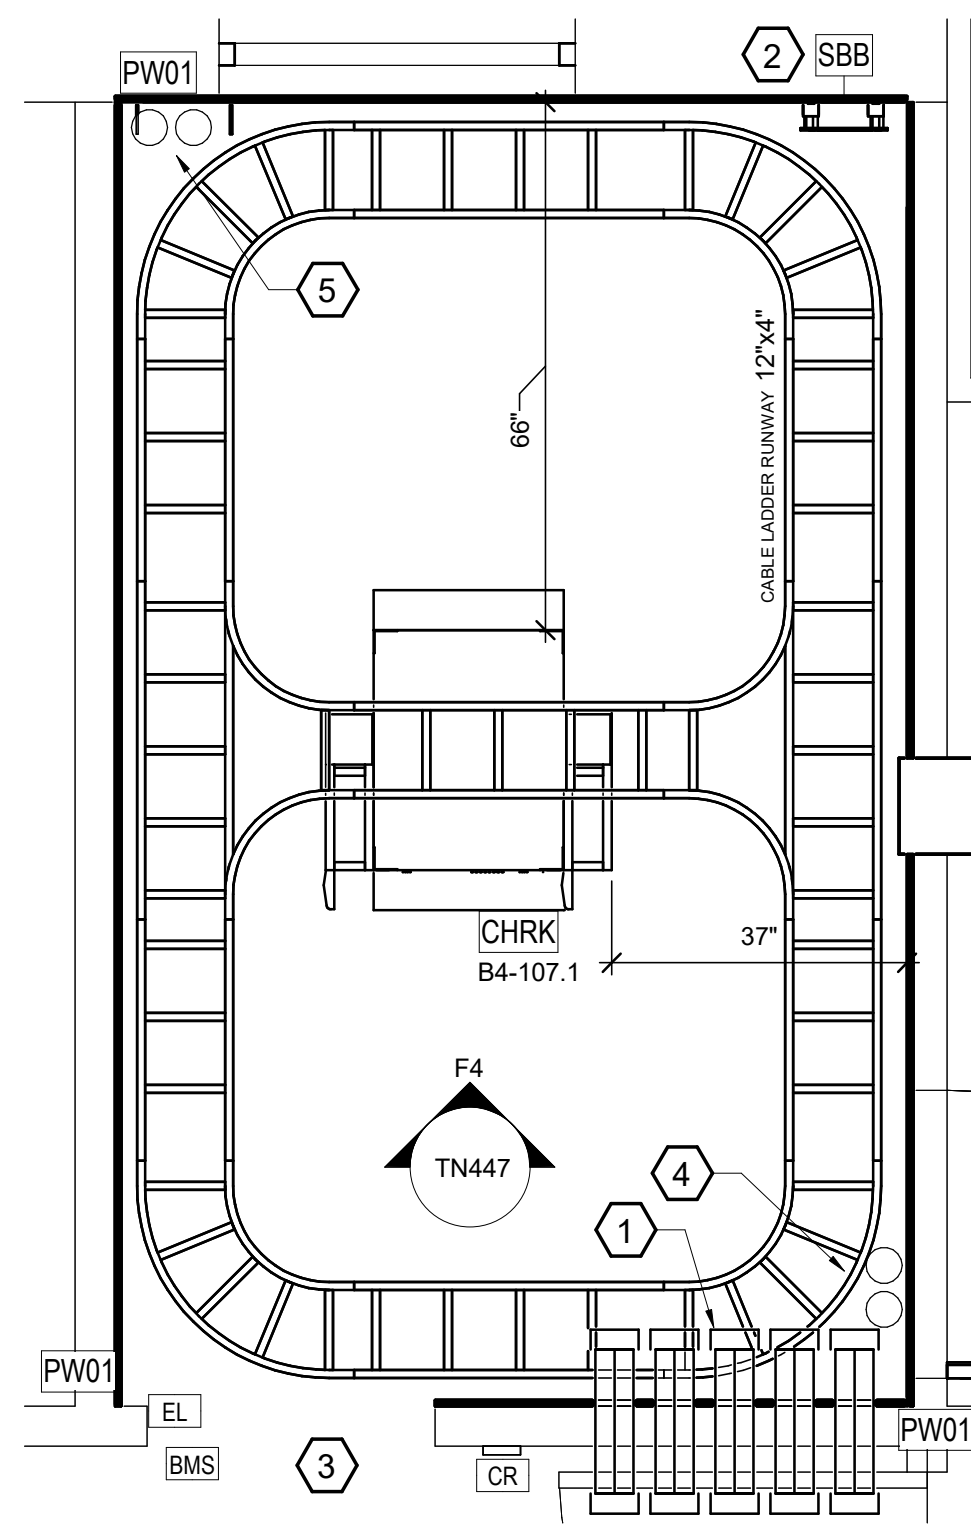 2
SBB
PW01
5
66"
CABLE LADDER RUNWAY 12"x4"
CHRK
B4-107.1
37"
F4
TN447
4
1
PW01
EL
PW01
BMS
3
CR